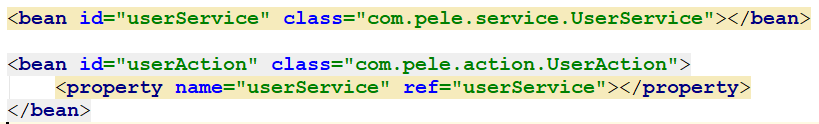 <bean id="userService" class="com.pele.service.UserService"></bean>
<bean id="userAction" class="com.pele.action.UserAction">
<property name="userService" ref="userService"></property>
</bean>